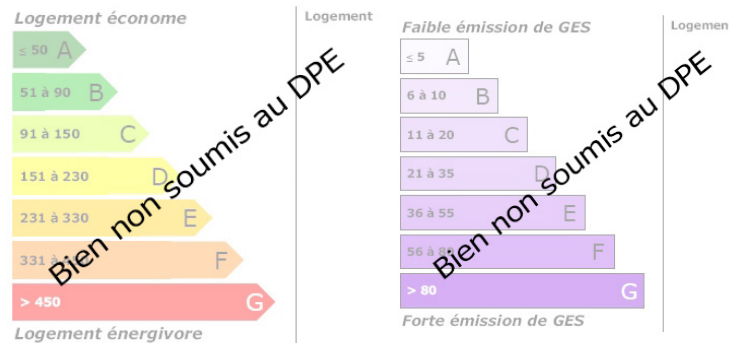 Logement économe
Logement
≤ 50 A
51 à 90 B
91 à 150 C
151 à 230 D
231 à 330 E
331 à F
> 450 G
Logement énergivore
Bien non soumis au DPE
Faible émission de GES
Logemen
≤ 5 A
6 à 10 B
11 à 20 C
21 à 35 D
36 à 55 E
56 à 80 F
> 80 G
Forte émission de GES
Bien non soumis au DPE